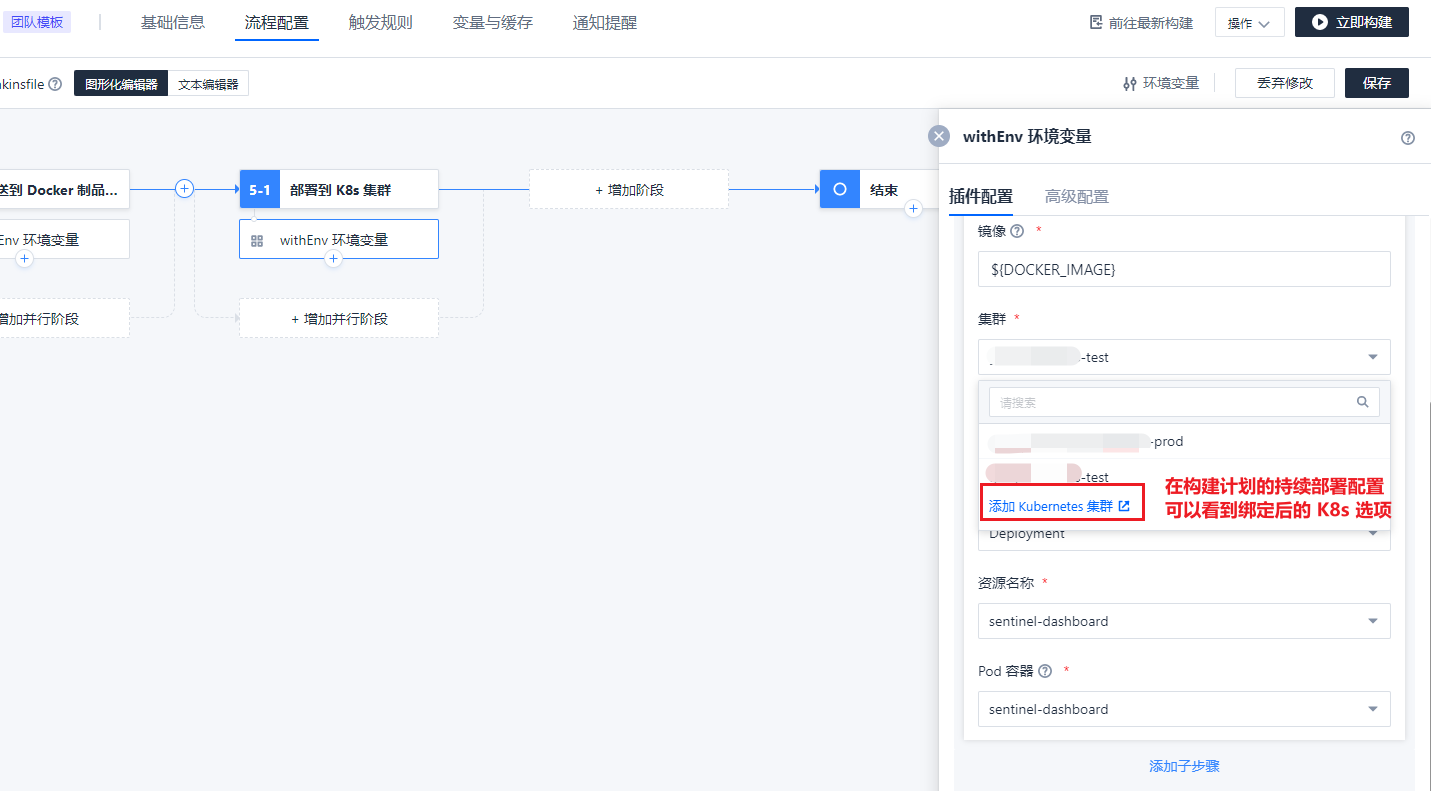 团队模板
基础信息
流程配置
触发规则
变量与缓存
通知提醒
前往最新构建
操作
立即构建
kinsfile
图形化编辑器
文本编辑器
环境变量
丢弃修改
保存
withEnv 环境变量
插件配置
高级配置
送到 Docker 制品...
5-1
部署到 K8s 集群
+ 增加阶段
结束
Env 环境变量
withEnv 环境变量
增加并行阶段
+ 增加并行阶段
镜像 *
${DOCKER_IMAGE}
集群 *
-test
请搜索
-prod
-test
添加 Kubernetes 集群
在构建计划的持续部署配置
可以看到绑定后的 K8s 选项
Deployment
资源名称 *
sentinel-dashboard
Pod 容器 *
sentinel-dashboard
添加子步骤